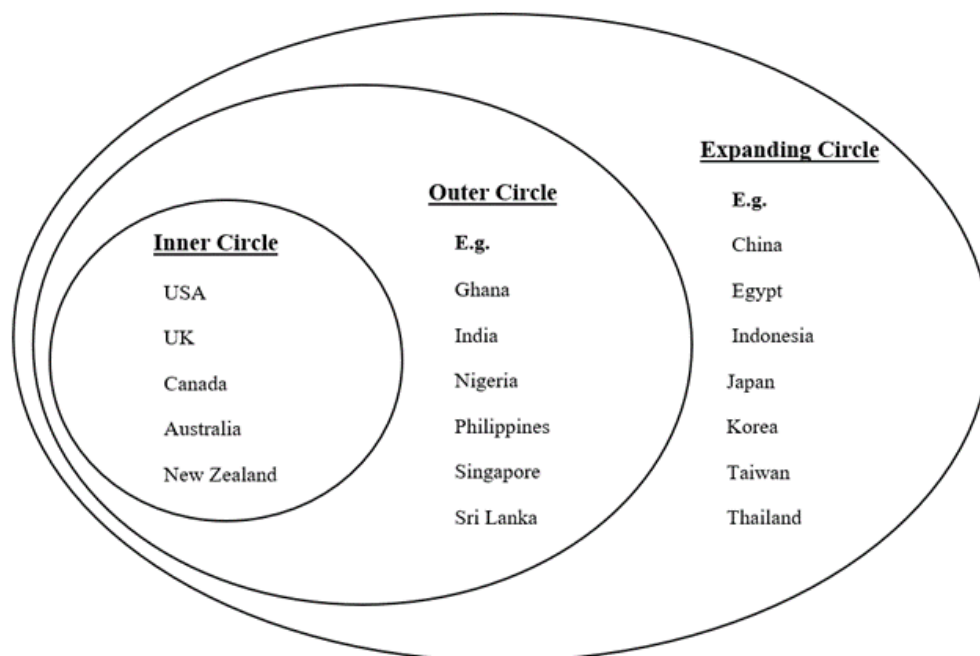 Inner Circle
USA
UK
Canada
Australia
New Zealand
Outer Circle
E.g.
Ghana
India
Nigeria
Philippines
Singapore
Sri Lanka
Expanding Circle
E.g.
China
Egypt
Indonesia
Japan
Korea
Taiwan
Thailand